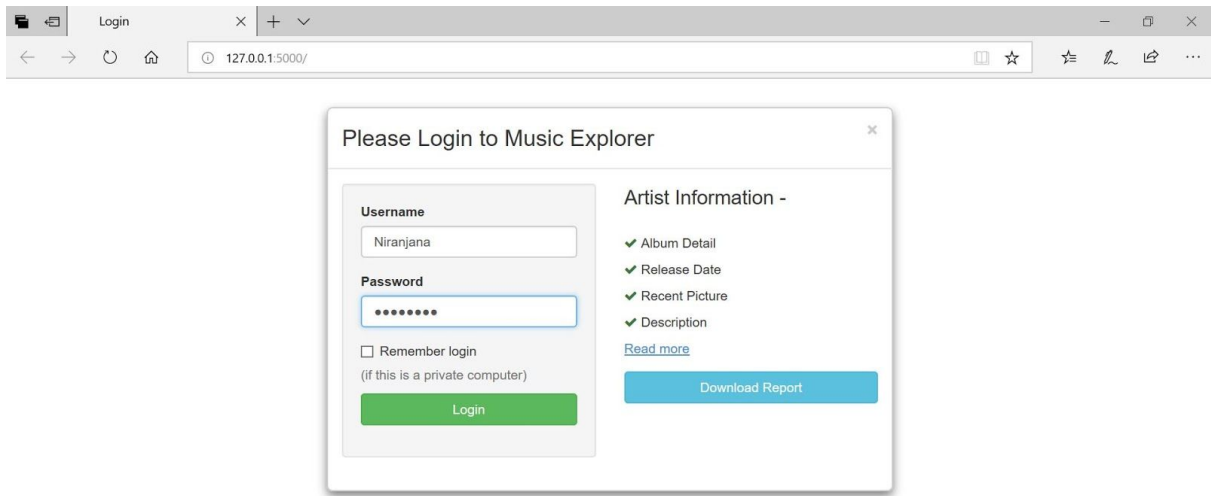 Login
127.0.0.1:5000/
Please Login to Music Explorer
×
Username
Niranjana
Password
••••••••
Remember login
(if this is a private computer)
Login
Artist Information -
Album Detail
Release Date
Recent Picture
Description
Read more
Download Report